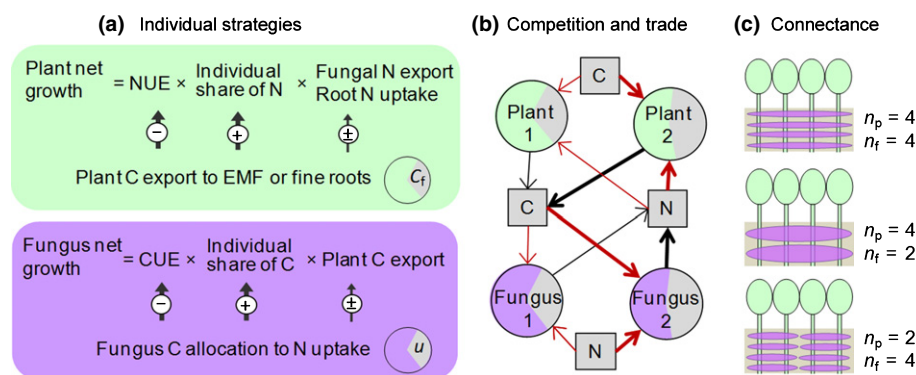 (a) Individual strategies
Plant net growth = NUE × Individual share of N × Fungal N export Root N uptake
− + ±
Plant C export to EMF or fine roots Cf
Fungus net growth = CUE × Individual share of C × Plant C export
− + ±
Fungus C allocation to N uptake u
(b) Competition and trade
C
Plant 1
Plant 2
C
N
Fungus 1
Fungus 2
N
(c) Connectance
np = 4
nf = 4
np = 4
nf = 2
np = 2
nf = 4